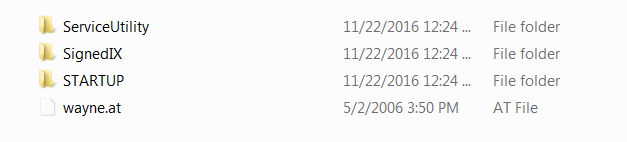 ServiceUtility 11/22/2016 12:24 ... File folder
SignedIX 11/22/2016 12:24 ... File folder
STARTUP 11/22/2016 12:24 ... File folder
wayne.at 5/2/2006 3:50 PM AT File